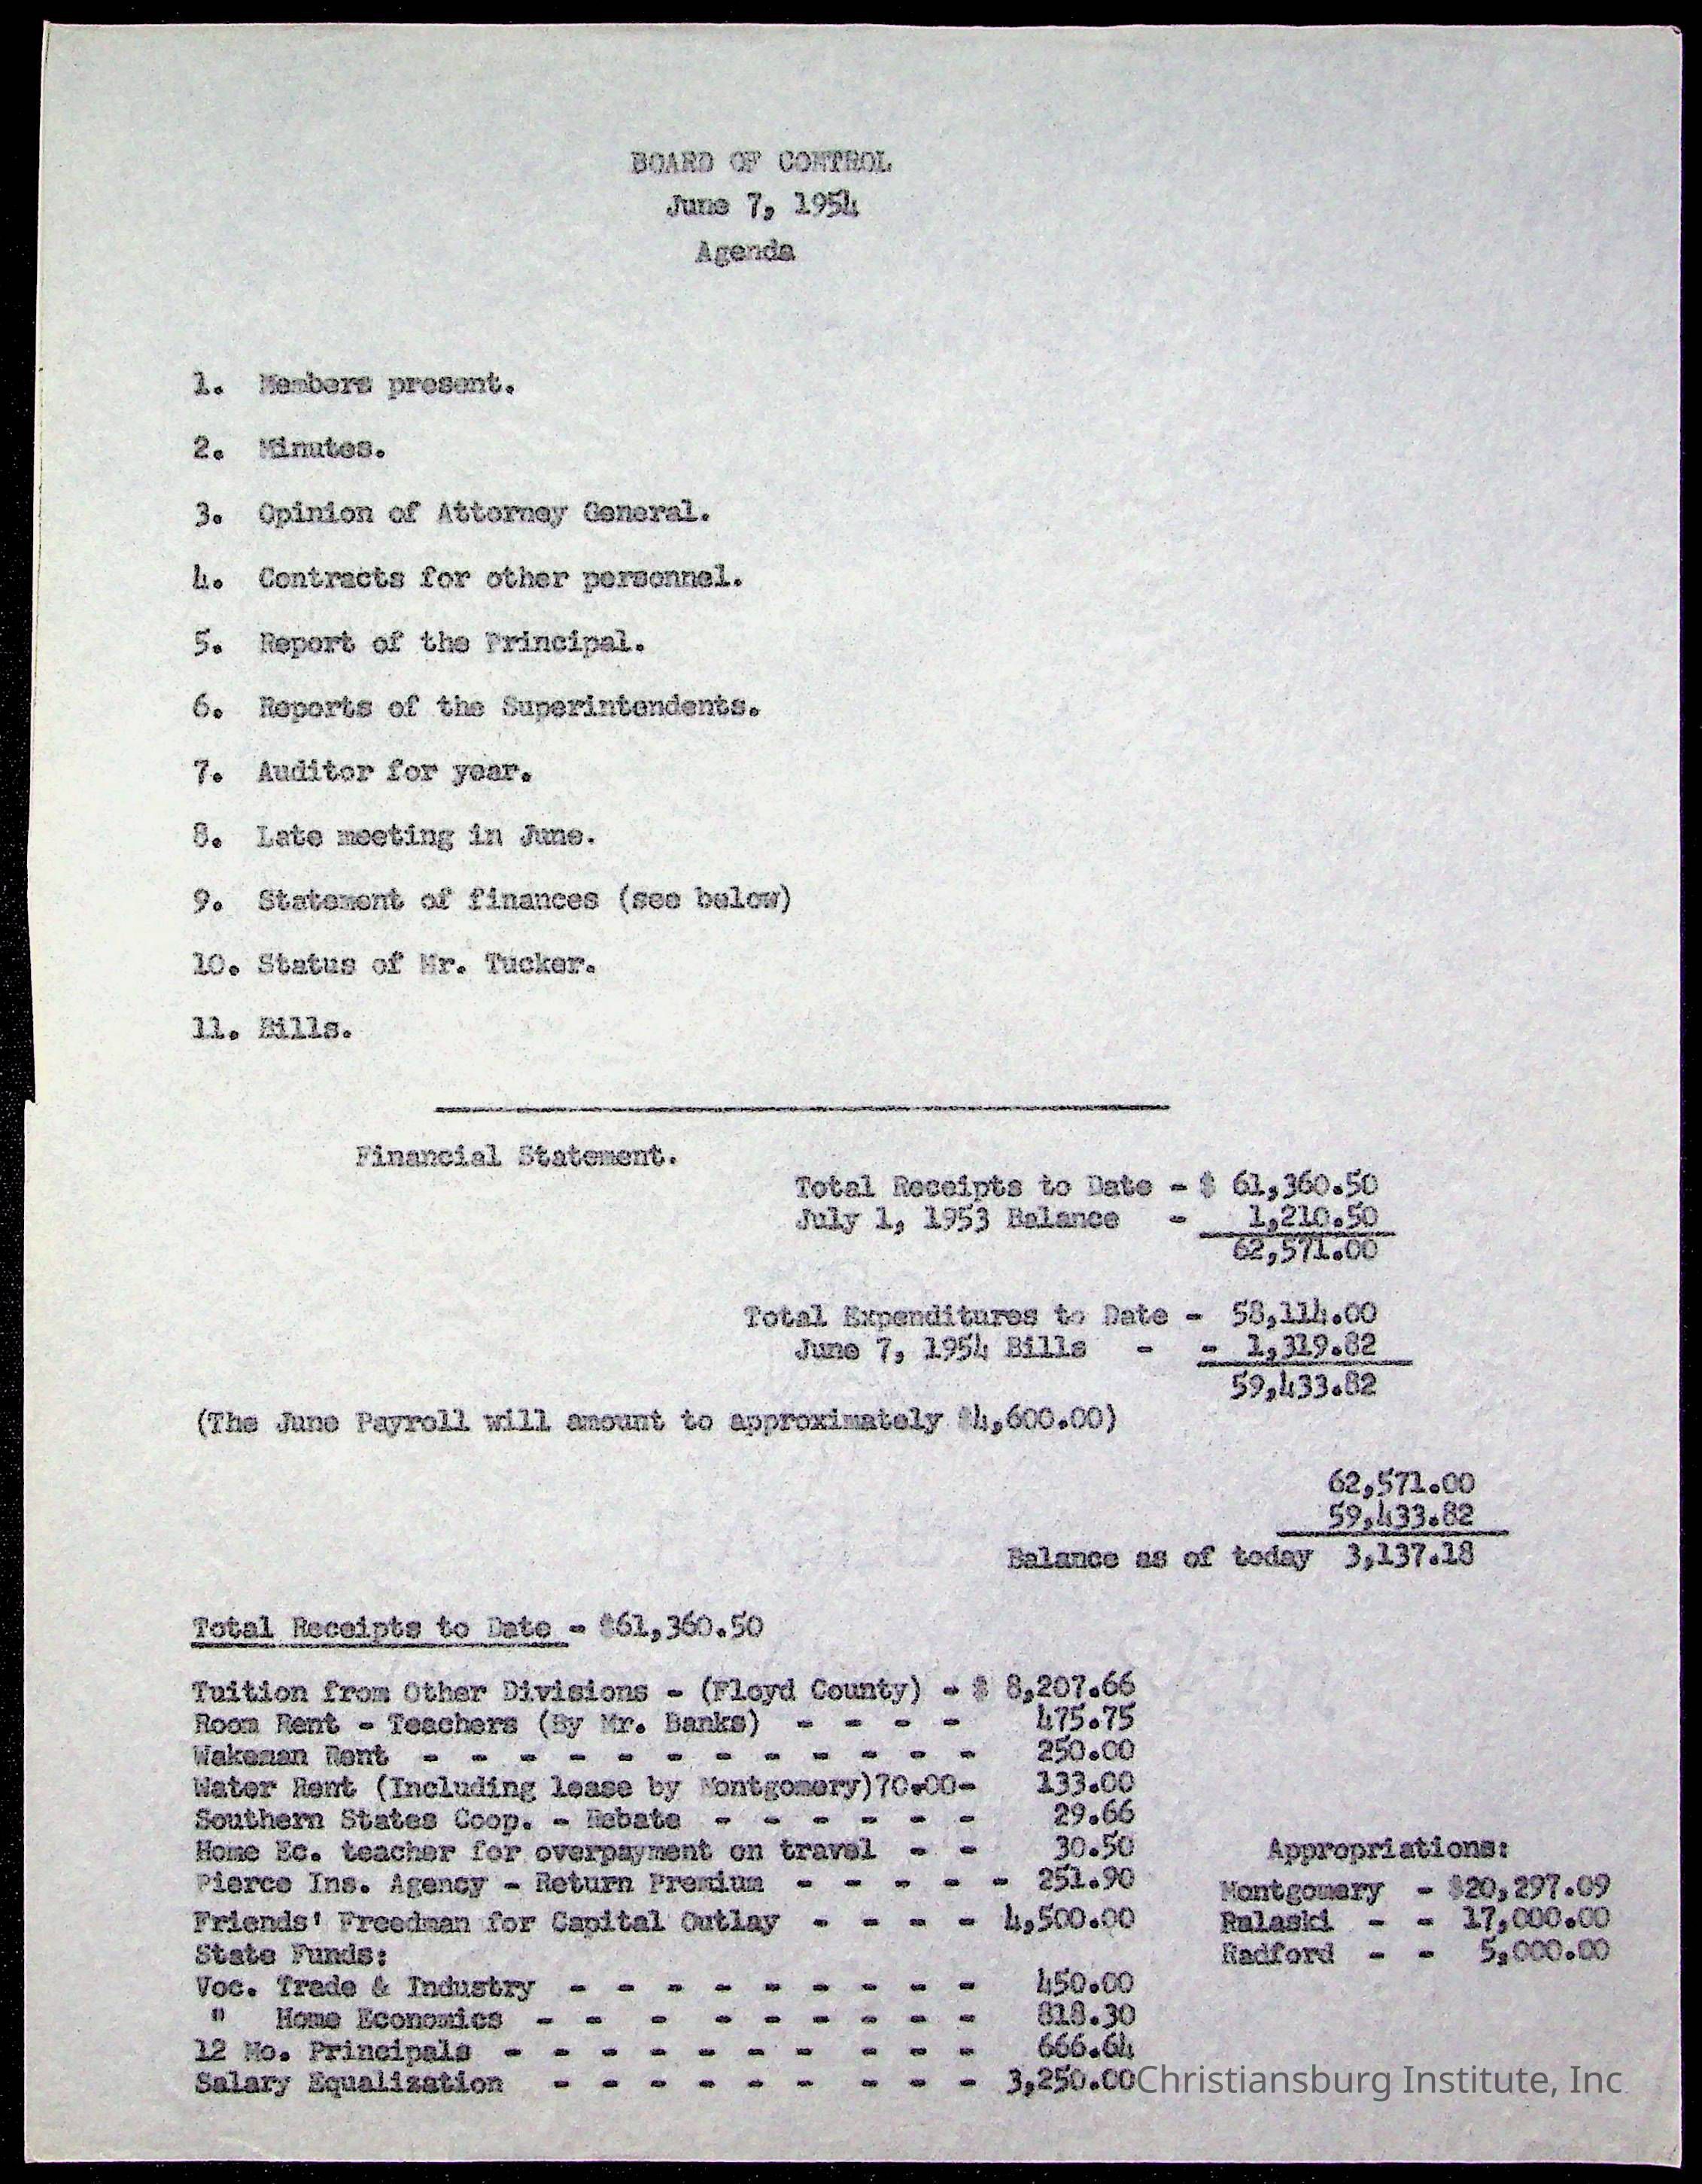 BOARD OF CONTROL
June 7, 1954
Agenda
1. Members present.
2. Minutes.
3. Opinion of Attorney General.
4. Contracts for other personnel.
5. Report of the Principal.
6. Reports of the Superintendents.
7. Auditor for year.
8. Late meeting in June.
9. Statement of finances (see below)
10. Status of Mr. Tucker.
11. Bills.
Financial Statement.
Total Receipts to Date - $ 61,360.50
July 1, 1953 Balance - 1,210.50
62,571.00
Total Expenditures to Date - 58,114.00
June 7, 1954 Bills - - 1,319.82
59,433.82
(The June Payroll will amount to approximately $4,600.00)
62,571.00
59,433.82
Balance as of today 3,137.18
Total Receipts to Date - $61,360.50
Tuition from Other Divisions - (Floyd County) - $ 8,207.66
Room Rent - Teachers (By Mr. Banks) - - - - 475.75
Wakeman Rent - - - - - - - - - - - - 250.00
Water Rent (Including lease by Montgomery)70.00- 133.00
Southern States Coop. - Rebate - - - - - - 29.66
Home Ec. teacher for overpayment on travel - - 30.50
Pierce Ins. Agency - Return Premium - - - - - 251.90
Friends' Freedman for Capital Outlay - - - - 4,500.00
State Funds:
Voc. Trade & Industry - - - - - - - - - 450.00
" Home Economics - - - - - - - - - 818.30
12 Mo. Principals - - - - - - - - - 666.64
Salary Equalization - - - - - - - - - 3,250.00
Appropriations:
Montgomery - $20,297.09
Pulaski - - 17,000.00
Radford - - 5,000.00
Christiansburg Institute, Inc